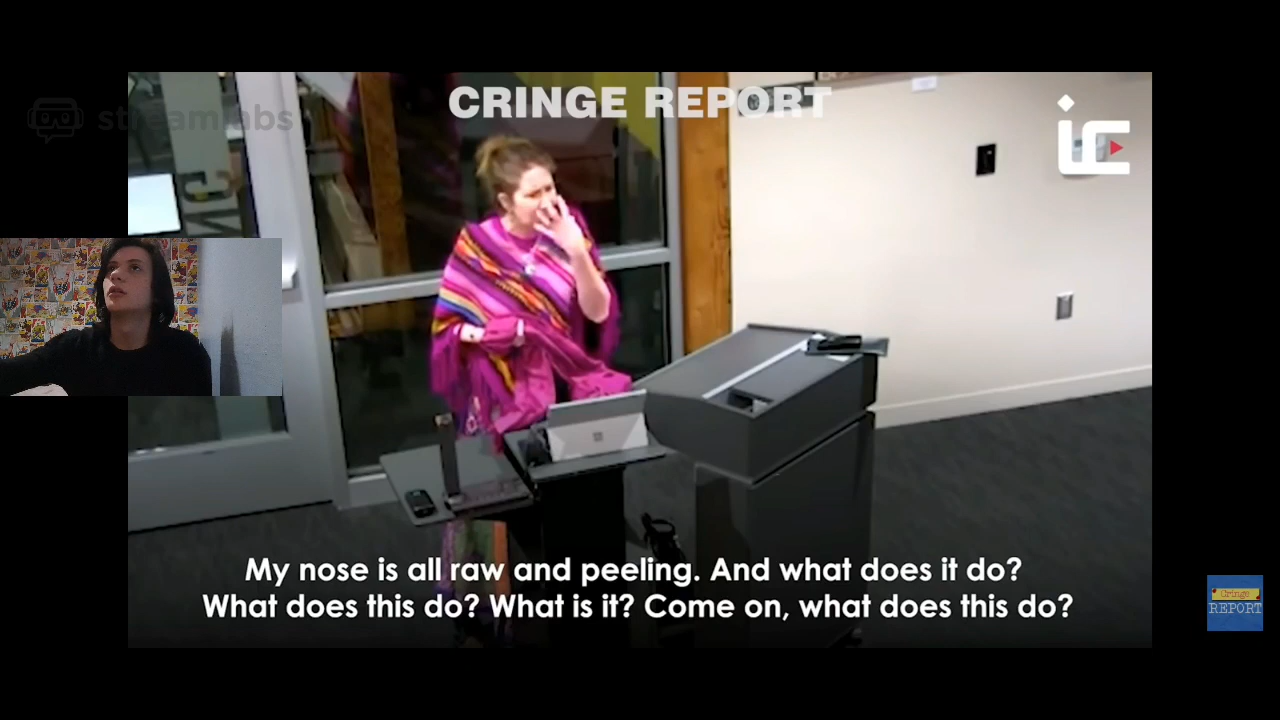 CRINGE REPORT
streamlabs
My nose is all raw and peeling. And what does it do?
What does this do? What is it? Come on, what does this do?
Cringe
REPORT